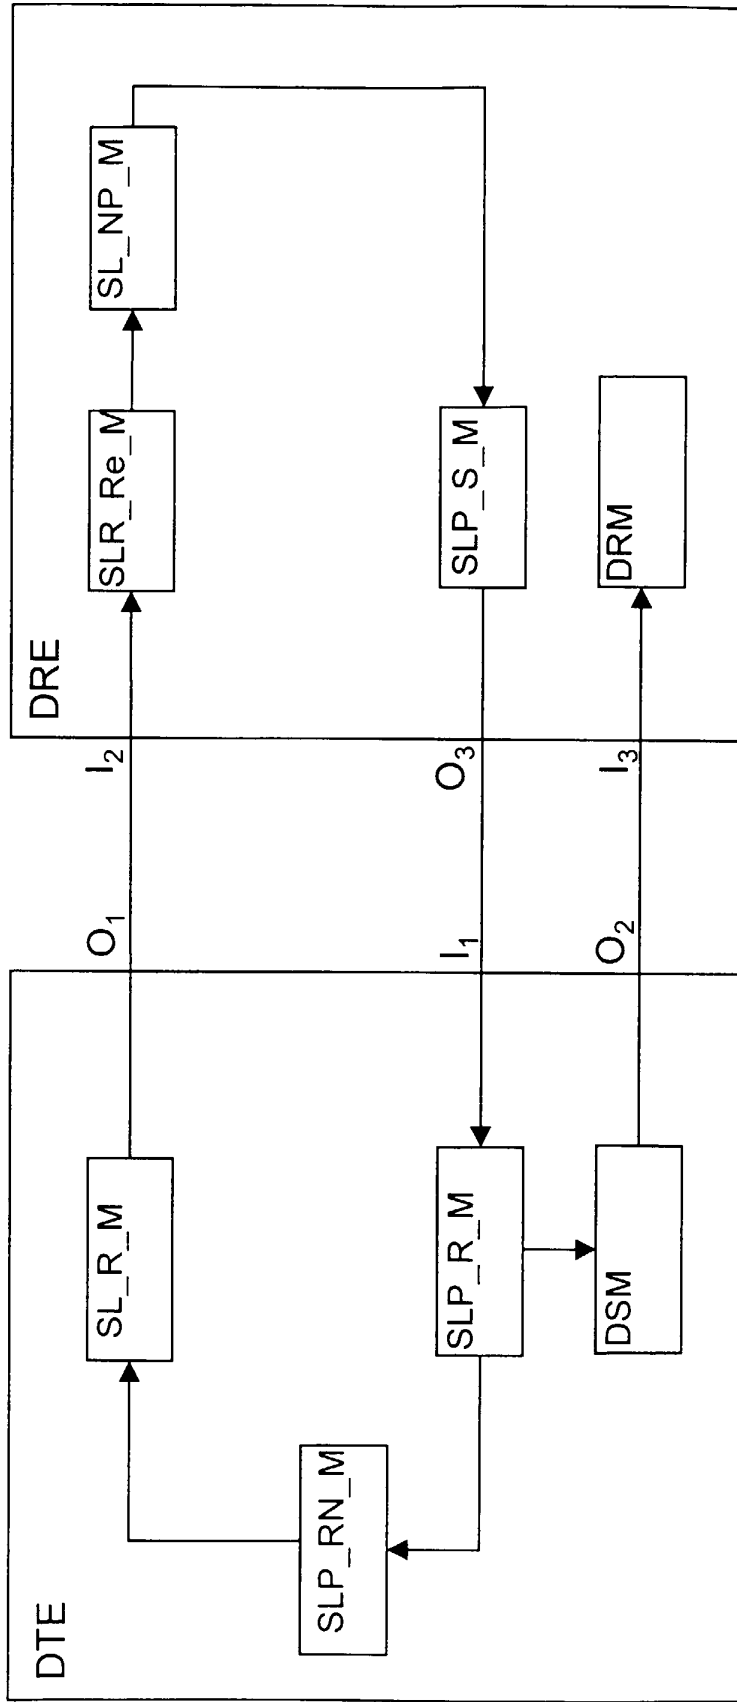 DTE
SLP_RN_M
SL_R_M
SLP_R_M
DSM
O₁
I₁
O₂
I₂
O₃
I₃
DRE
SLR_Re_M
SL_NP_M
SLP_S_M
DRM